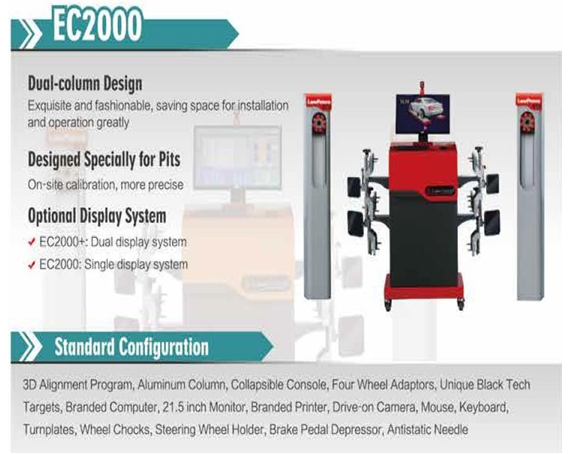 EC2000
Dual-column Design
Exquisite and fashionable, saving space for installation
and operation greatly
Designed Specially for Pits
On-site calibration, more precise
Optional Display System
✓ EC2000+: Dual display system
✓ EC2000: Single display system
Standard Configuration
3D Alignment Program, Aluminum Column, Collapsible Console, Four Wheel Adaptors, Unique Black Tech
Targets, Branded Computer, 21.5 inch Monitor, Branded Printer, Drive-on Camera, Mouse, Keyboard,
Turnplates, Wheel Chocks, Steering Wheel Holder, Brake Pedal Depressor, Antistatic Needle